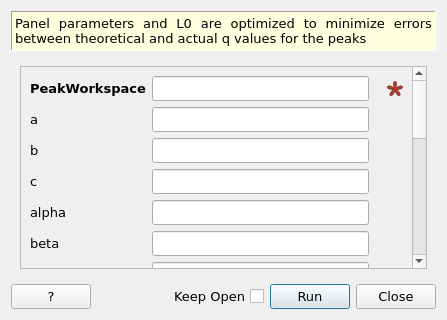 Panel parameters and L0 are optimized to minimize errors
between theoretical and actual q values for the peaks
PeakWorkspace
a
b
c
alpha
beta
? Keep Open Run Close